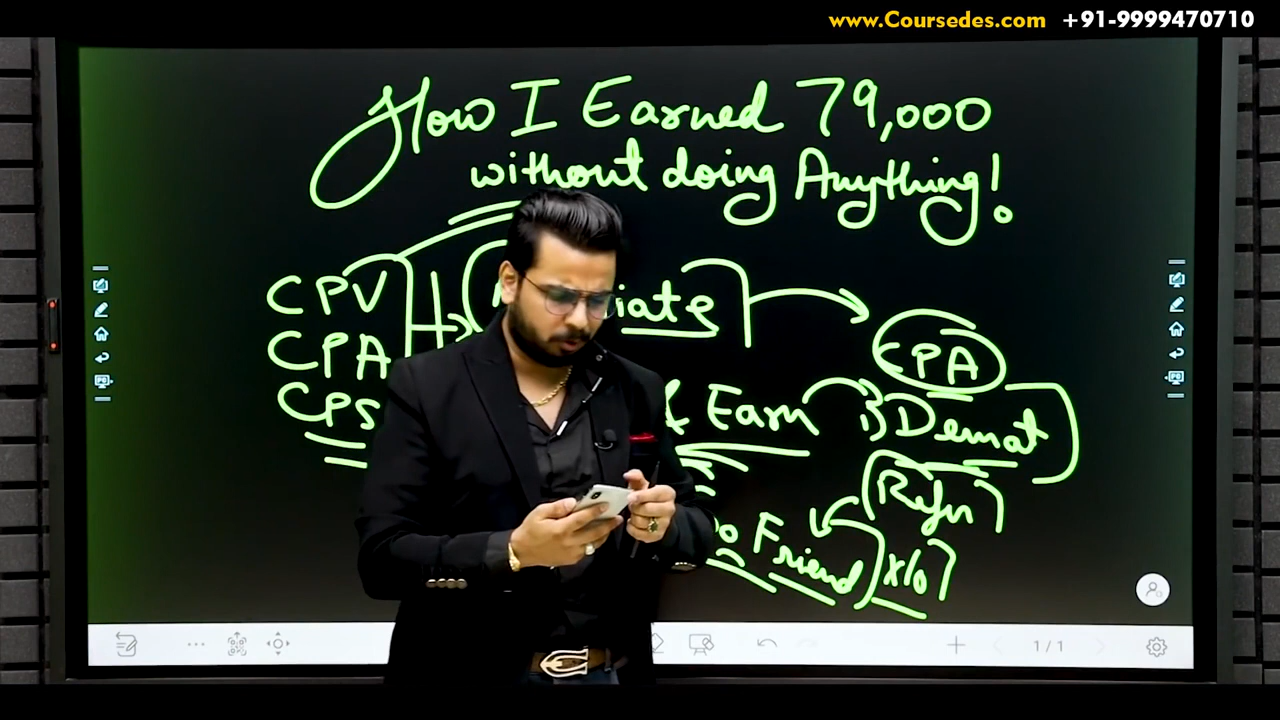 www.Coursedes.com +91-9999470710
How I Earned 79,000
without doing Anything!
CPV
CPA
CPS
iate
CPA
& Earn
Demat
Refer
Friend
x10
1/1